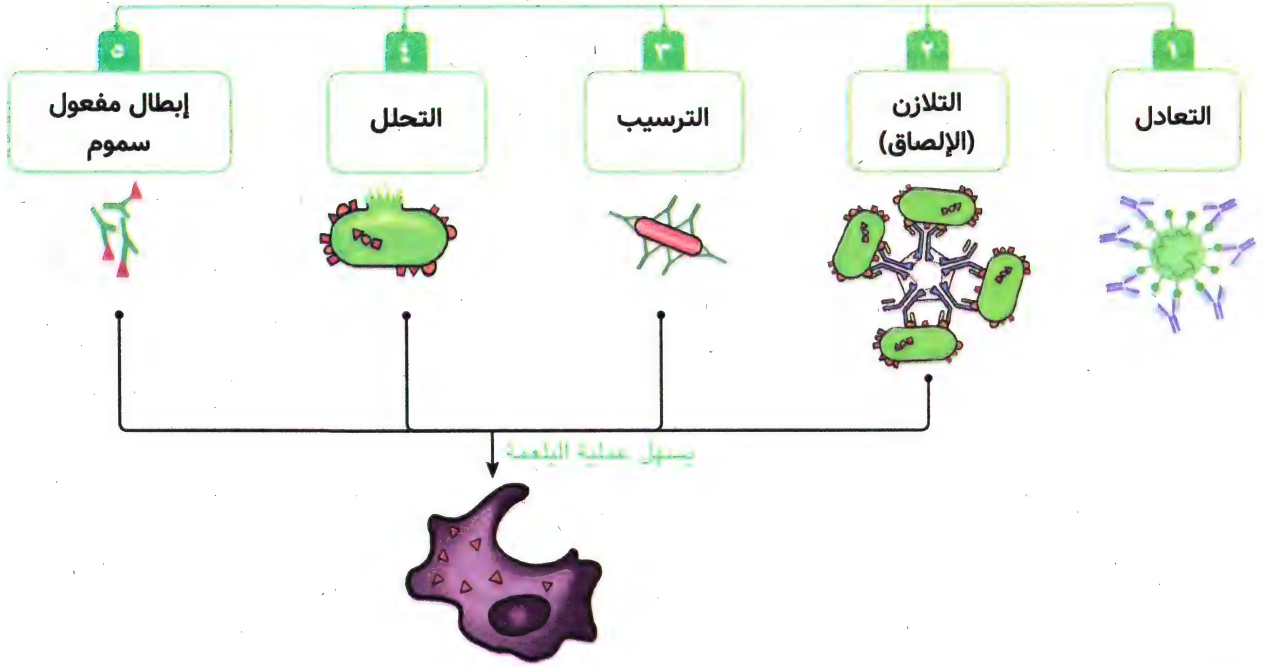 ١
التعادل
٢
التلازن
(الإلصاق)
٣
الترسيب
٤
التحلل
٥
إبطال مفعول
سموم
يسهل عملية البلعمة